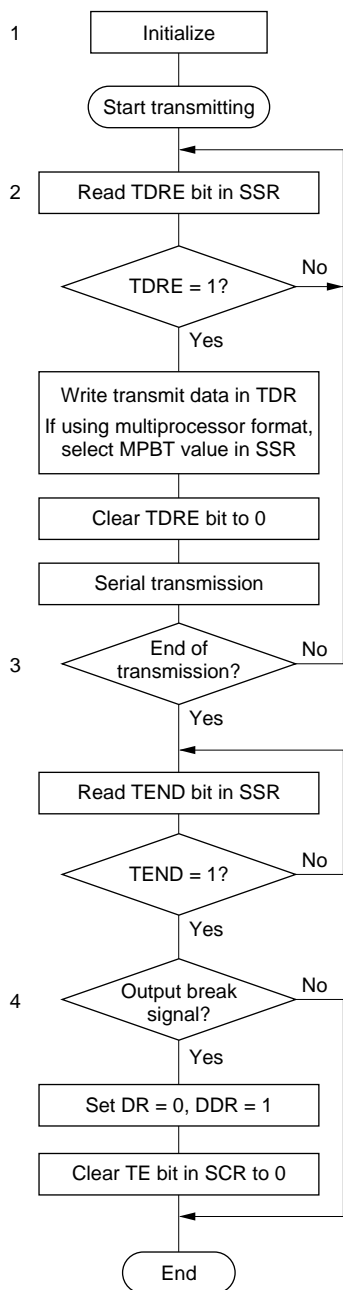 1
Initialize
Start transmitting
2
Read TDRE bit in SSR
TDRE = 1?
No
Yes
Write transmit data in TDR
If using multiprocessor format,
select MPBT value in SSR
Clear TDRE bit to 0
Serial transmission
3
End of
transmission?
No
Yes
Read TEND bit in SSR
TEND = 1?
No
Yes
4
Output break
signal?
No
Yes
Set DR = 0, DDR = 1
Clear TE bit in SCR to 0
End